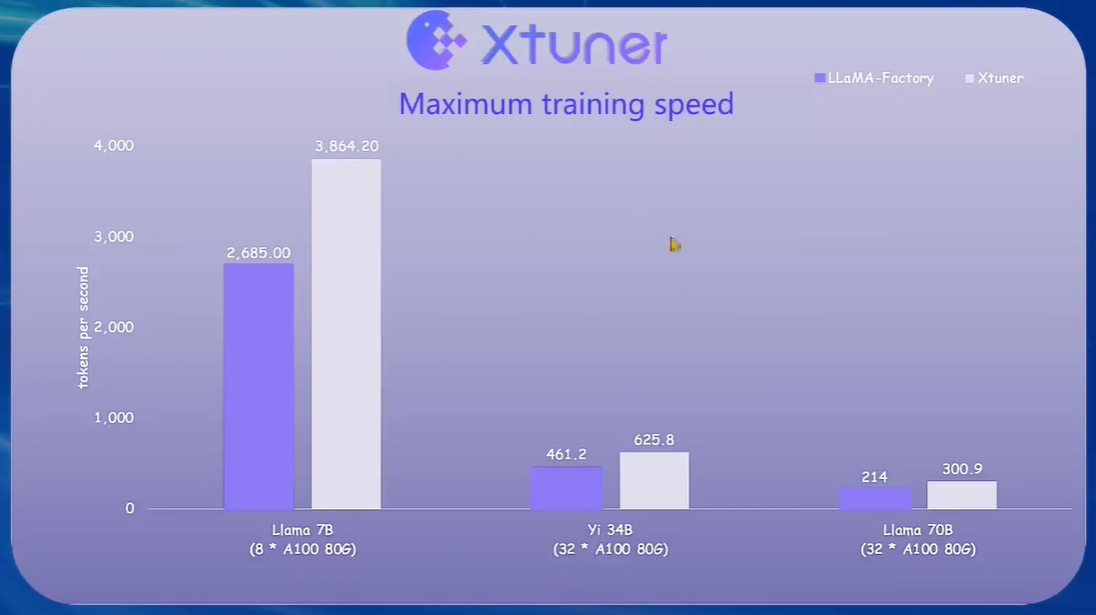 Xtuner
Maximum training speed
LLaMA-Factory
Xtuner
tokens per second
4,000
3,000
2,000
1,000
0
2,685.00
3,864.20
461.2
625.8
214
300.9
Llama 7B
(8 * A100 80G)
Yi 34B
(32 * A100 80G)
Llama 70B
(32 * A100 80G)